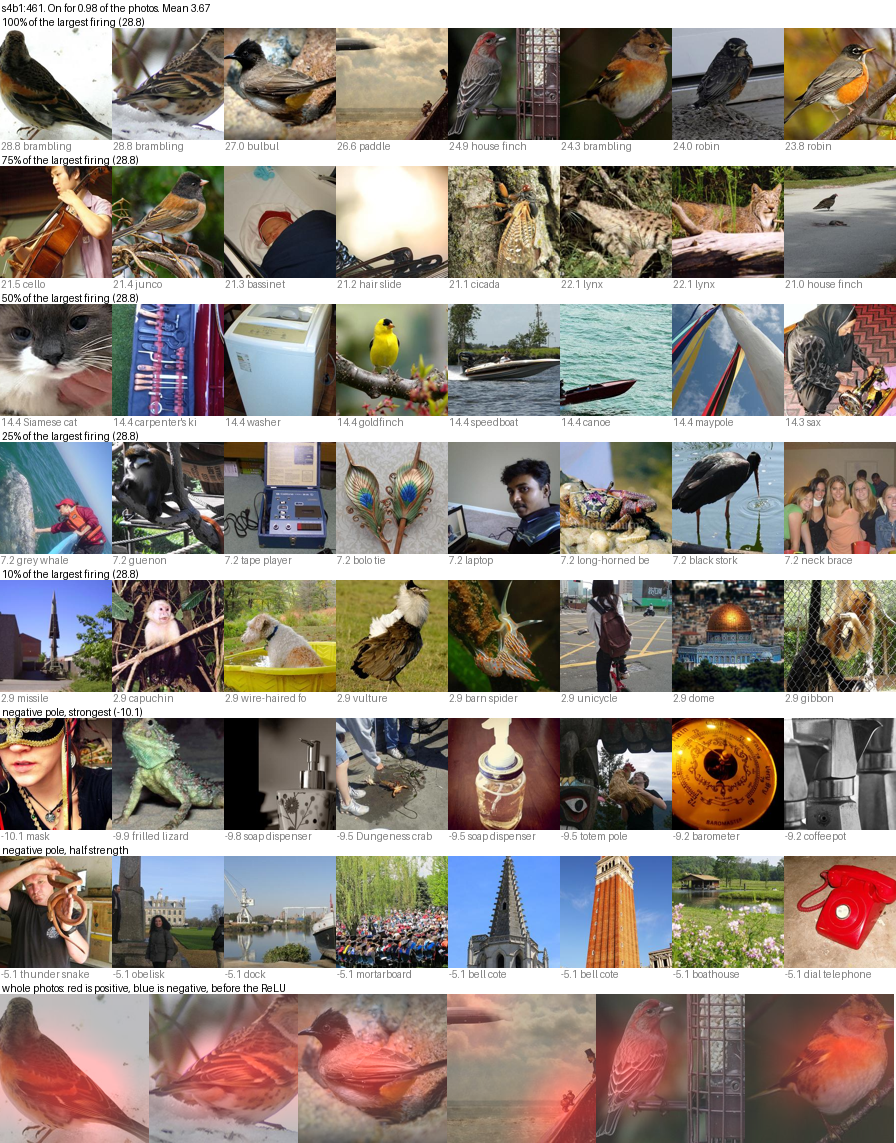 s4b1:461. On for 0.98 of the photos. Mean 3.67
100% of the largest firing (28.8)
28.8 brambling 28.8 brambling 27.0 bulbul 26.6 paddle 24.9 house finch 24.3 brambling 24.0 robin 23.8 robin
75% of the largest firing (28.8)
21.5 cello 21.4 junco 21.3 bassinet 21.2 hair slide 21.1 cicada 22.1 lynx 22.1 lynx 21.0 house finch
50% of the largest firing (28.8)
14.4 Siamese cat 14.4 carpenter's ki 14.4 washer 14.4 goldfinch 14.4 speedboat 14.4 canoe 14.4 maypole 14.3 sax
25% of the largest firing (28.8)
7.2 grey whale 7.2 guenon 7.2 tape player 7.2 bolo tie 7.2 laptop 7.2 long-horned be 7.2 black stork 7.2 neck brace
10% of the largest firing (28.8)
2.9 missile 2.9 capuchin 2.9 wire-haired fo 2.9 vulture 2.9 barn spider 2.9 unicycle 2.9 dome 2.9 gibbon
negative pole, strongest (-10.1)
-10.1 mask -9.9 frilled lizard -9.8 soap dispenser -9.5 Dungeness crab -9.5 soap dispenser -9.5 totem pole -9.2 barometer -9.2 coffeepot
negative pole, half strength
-5.1 thunder snake -5.1 obelisk -5.1 dock -5.1 mortarboard -5.1 bell cote -5.1 bell cote -5.1 boathouse -5.1 dial telephone
whole photos: red is positive, blue is negative, before the ReLU